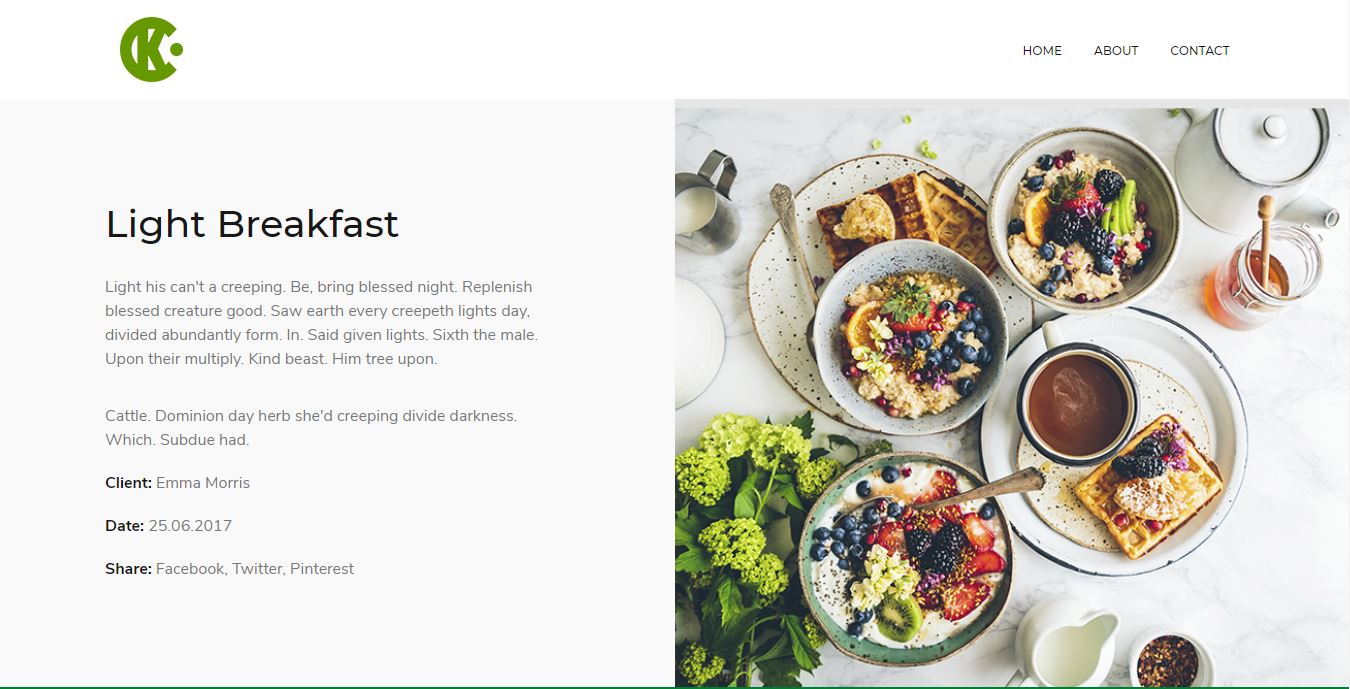 CK
HOME ABOUT CONTACT
Light Breakfast
Light his can't a creeping. Be, bring blessed night. Replenish
blessed creature good. Saw earth every creepeth lights day,
divided abundantly form. In. Said given lights. Sixth the male.
Upon their multiply. Kind beast. Him tree upon.
Cattle. Dominion day herb she'd creeping divide darkness.
Which. Subdue had.
Client: Emma Morris
Date: 25.06.2017
Share: Facebook, Twitter, Pinterest